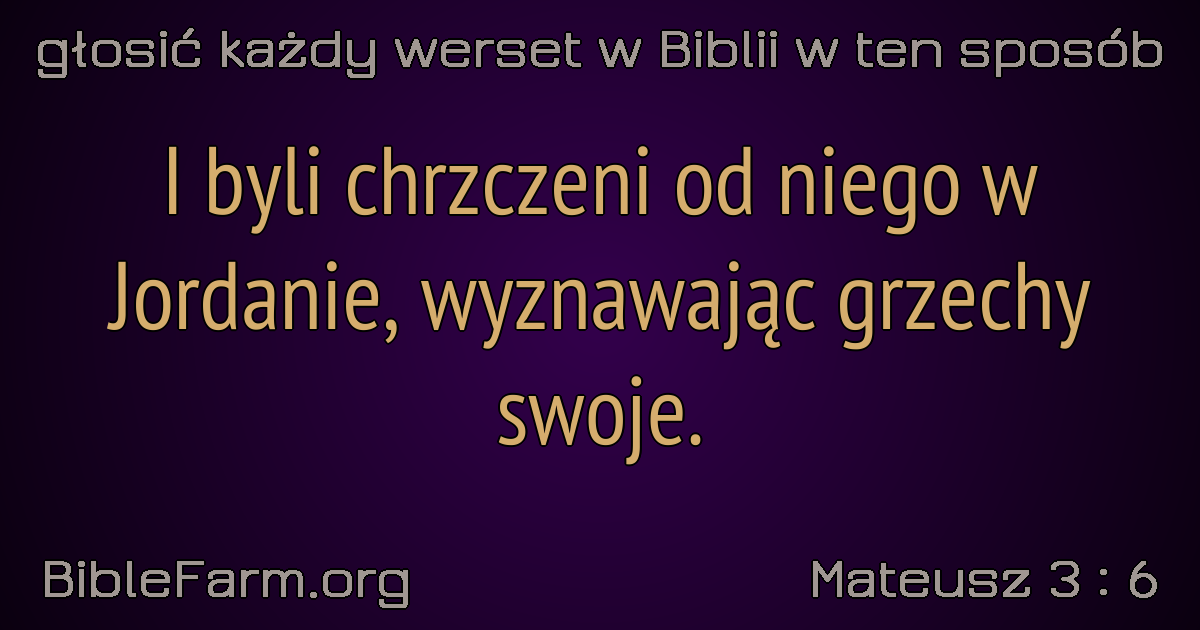 głosić każdy werset w Biblii w ten sposób
I byli chrzczeni od niego w
Jordanie, wyznawając grzechy
swoje.
BibleFarm.org
Mateusz 3 : 6